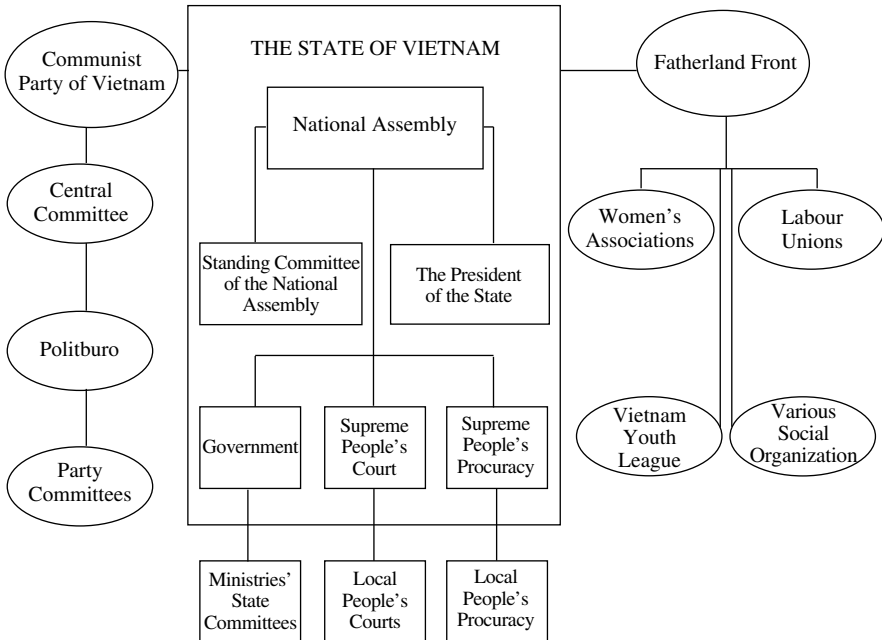 Communist
Party of Vietnam
THE STATE OF VIETNAM
Fatherland Front
National Assembly
Central
Committee
Women's
Associations
Labour
Unions
Standing Committee
of the National
Assembly
The President
of the State
Politburo
Government
Supreme
People's
Court
Supreme
People's
Procuracy
Vietnam
Youth
League
Various
Social
Organization
Party
Committees
Ministries'
State
Committees
Local
People's
Courts
Local
People's
Procuracy